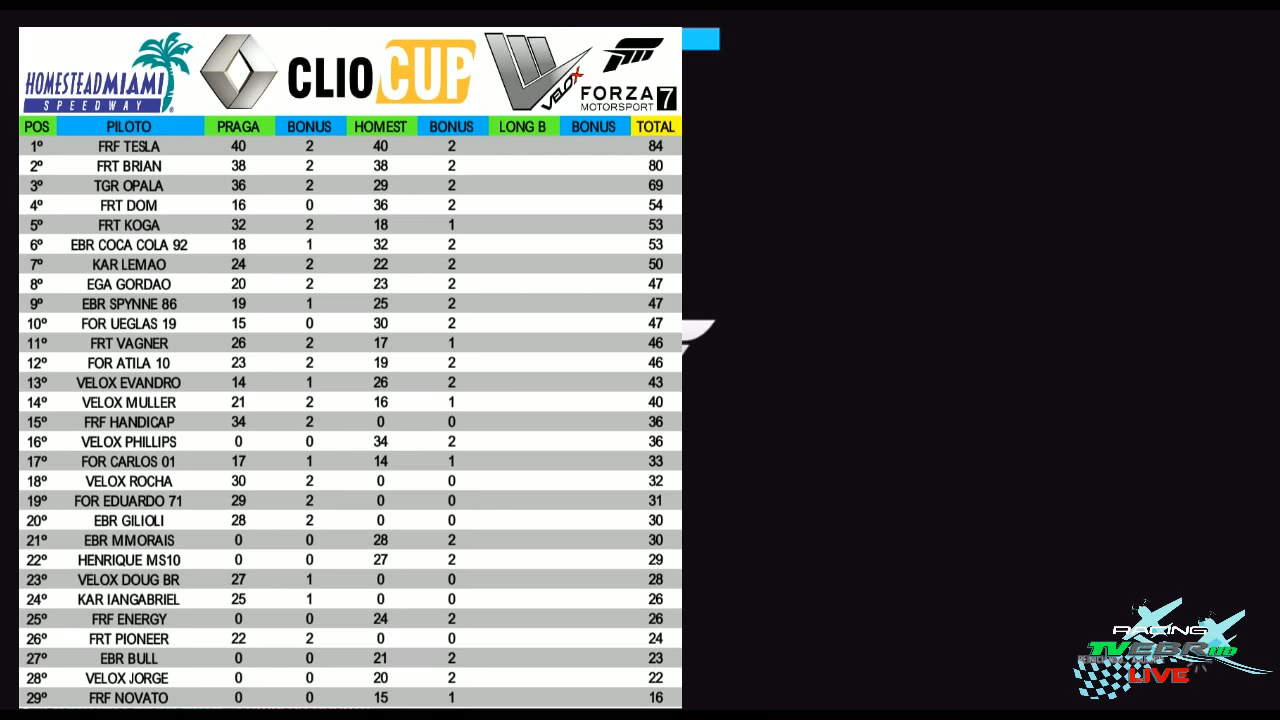 HOMESTEADMIAMI
SPEEDWAY
CLIO CUP
VELOX
FORZA
MOTORSPORT 7
POS PILOTO PRAGA BONUS HOMEST BONUS LONG B BONUS TOTAL
1º FRF TESLA 40 2 40 2 84
2º FRT BRIAN 38 2 38 2 80
3º TGR OPALA 36 2 29 2 69
4º FRT DOM 16 0 36 2 54
5º FRT KOGA 32 2 18 1 53
6º EBR COCA COLA 92 18 1 32 2 53
7º KAR LEMAO 24 2 22 2 50
8º EGA GORDAO 20 2 23 2 47
9º EBR SPYNNE 86 19 1 25 2 47
10º FOR UEGLAS 19 15 0 30 2 47
11º FRT VAGNER 26 2 17 1 46
12º FOR ATILA 10 23 2 19 2 46
13º VELOX EVANDRO 14 1 26 2 43
14º VELOX MULLER 21 2 16 1 40
15º FRF HANDICAP 34 2 0 0 36
16º VELOX PHILLIPS 0 0 34 2 36
17º FOR CARLOS 01 17 1 14 1 33
18º VELOX ROCHA 30 2 0 0 32
19º FOR EDUARDO 71 29 2 0 0 31
20º EBR GILIOLI 28 2 0 0 30
21º EBR MMORAIS 0 0 28 2 30
22º HENRIQUE MS10 0 0 27 2 29
23º VELOX DOUG BR 27 1 0 0 28
24º KAR IANGABRIEL 25 1 0 0 26
25º FRF ENERGY 0 0 24 2 26
26º FRT PIONEER 22 2 0 0 24
27º EBR BULL 0 0 21 2 23
28º VELOX JORGE 0 0 20 2 22
29º FRF NOVATO 0 0 15 1 16
RACING
TVEBR HD
LIVE